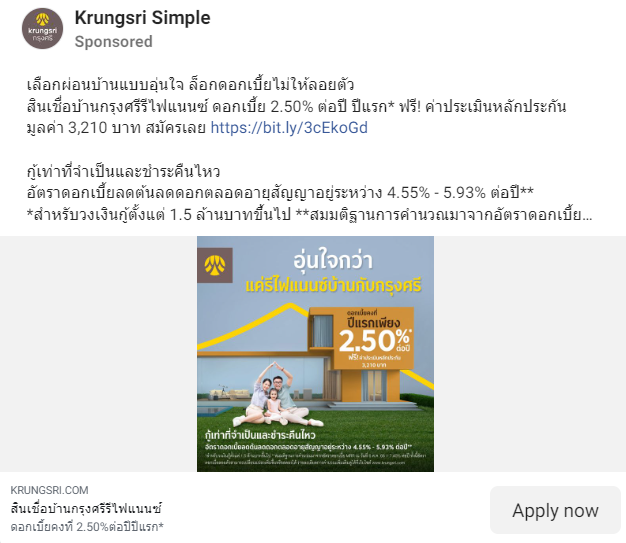 Krungsri Simple
Sponsored
krungsri
กรุงศรี
เลือกผ่อนบ้านแบบอุ่นใจ ล็อกดอกเบี้ยไม่ให้ลอยตัว
สินเชื่อบ้านกรุงศรีรีไฟแนนซ์ ดอกเบี้ย 2.50% ต่อปี ปีแรก* ฟรี! ค่าประเมินหลักประกัน
มูลค่า 3,210 บาท สมัครเลย https://bit.ly/3cEkoGd
กู้เท่าที่จำเป็นและชำระคืนไหว
อัตราดอกเบี้ยลดต้นลดดอกตลอดอายุสัญญาอยู่ระหว่าง 4.55% - 5.93% ต่อปี**
*สำหรับวงเงินกู้ตั้งแต่ 1.5 ล้านบาทขึ้นไป **สมมติฐานการคำนวณมาจากอัตราดอกเบี้ย...
อุ่นใจกว่า
แค่รีไฟแนนซ์บ้านกับกรุงศรี
ดอกเบี้ยคงที่
ปีแรกเพียง
2.50%*
ต่อปี
ฟรี! ค่าประเมินหลักประกัน
3,210 บาท
กู้เท่าที่จำเป็นและชำระคืนไหว
อัตราดอกเบี้ยลดต้นลดดอกตลอดอายุสัญญาอยู่ระหว่าง 4.55% - 5.93% ต่อปี**
KRUNGSRI.COM
สินเชื่อบ้านกรุงศรีรีไฟแนนซ์
ดอกเบี้ยคงที่ 2.50%ต่อปีปีแรก*
Apply now